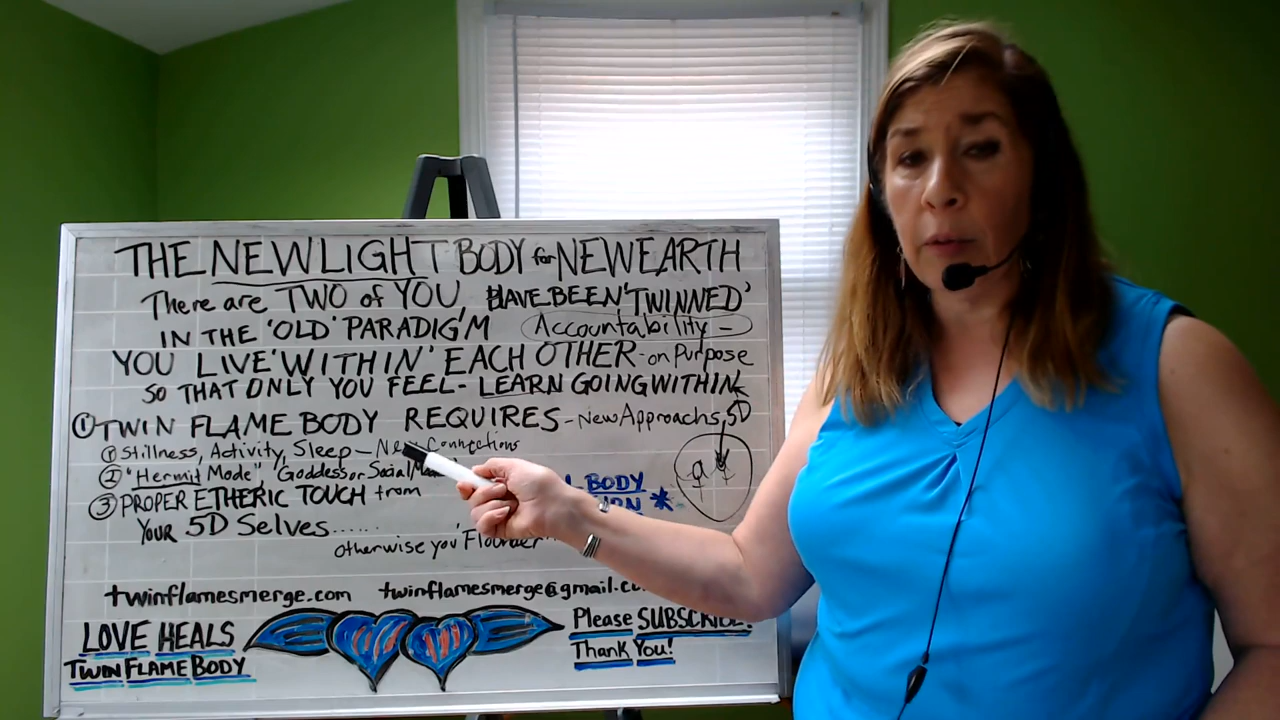 THE NEW LIGHT BODY for NEW EARTH
There are TWO of YOU, HAVE BEEN 'TWINNED'
IN THE 'OLD' PARADIGM Accountability -
YOU LIVE 'WITHIN' EACH OTHER - on Purpose
SO THAT ONLY YOU FEEL - LEARN GOING WITHIN
① TWIN FLAME BODY REQUIRES - New Approachs, 5D
① Stillness, Activity, Sleep - New Connections
② "Hermit Mode", 'Goddess or Social,
③ PROPER ETHERIC TOUCH from
YOUR 5D Selves......
BODY
*
otherwise you 'Flounder'
twinflamesmerge.com twinflamesmerge@gmail.
LOVE HEALS
TWIN FLAME BODY
Please SUBSCRIBE!
Thank You!